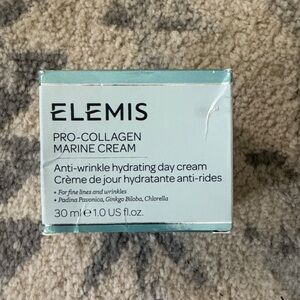 ELEMIS
PRO-COLLAGEN
MARINE CREAM
Anti-wrinkle hydrating day cream
Crème de jour hydratante anti-rides
• For fine lines and wrinkles
• Padina Pavonica, Ginkgo Biloba, Chlorella
30 ml e 1.0 US fl.oz.